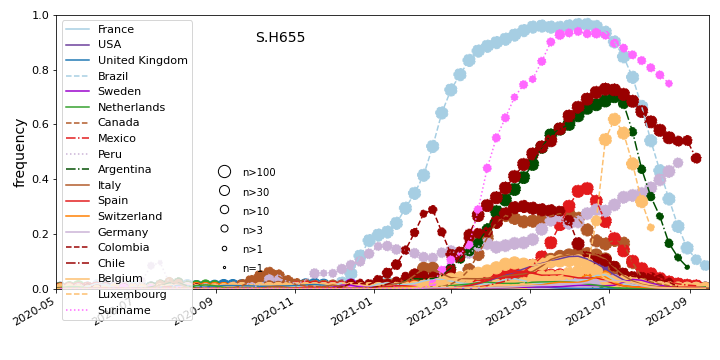 S.H655
frequency
1.0
0.8
0.6
0.4
0.2
0.0
France
USA
United Kingdom
Brazil
Sweden
Netherlands
Canada
Mexico
Peru
Argentina
Italy
Spain
Switzerland
Germany
Colombia
Chile
Belgium
Luxembourg
Suriname
n>100
n>30
n>10
n>3
n>1
n=1
2020-05
2020-07
2020-09
2020-11
2021-01
2021-03
2021-05
2021-07
2021-09